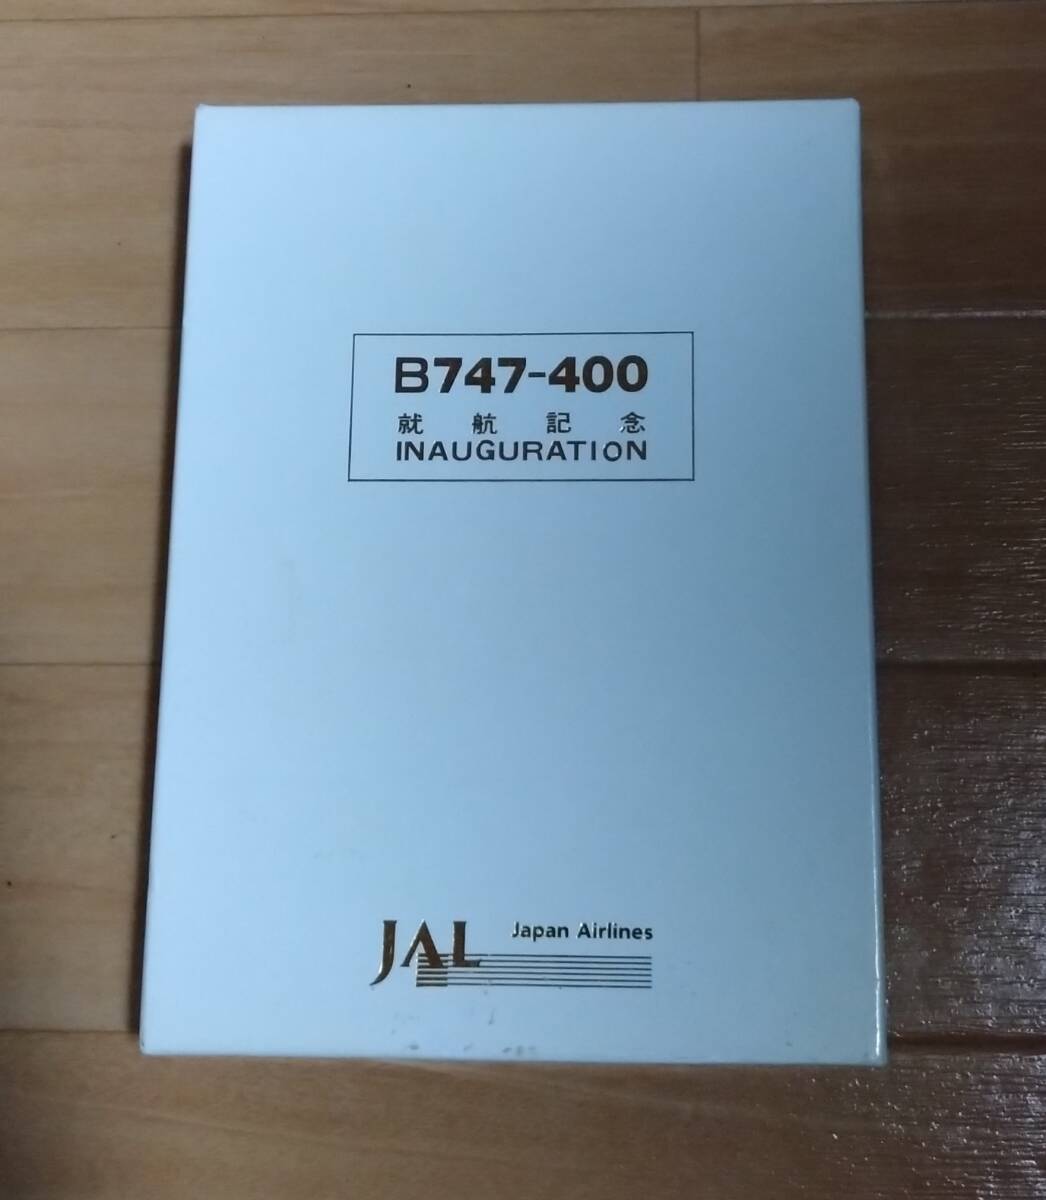 B747-400
就航記念
INAUGURATION
JAL Japan Airlines